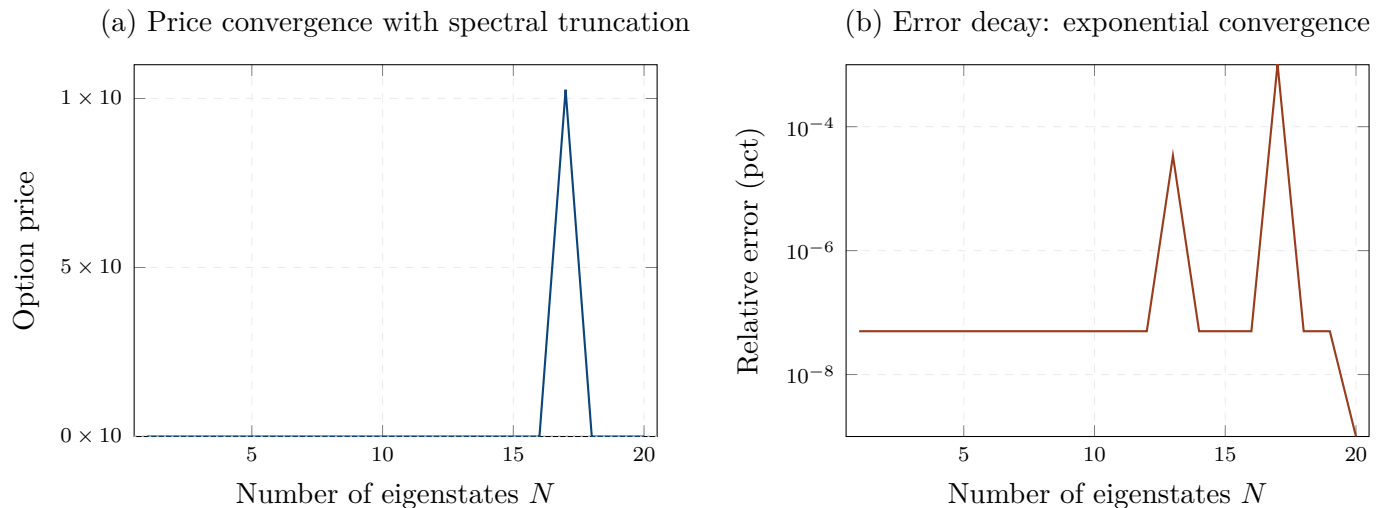 (a) Price convergence with spectral truncation
1 × 10
5 × 10
0 × 10
Option price
5
10
15
20
Number of eigenstates N
(b) Error decay: exponential convergence
10⁻⁴
10⁻⁶
10⁻⁸
Relative error (pct)
5
10
15
20
Number of eigenstates N